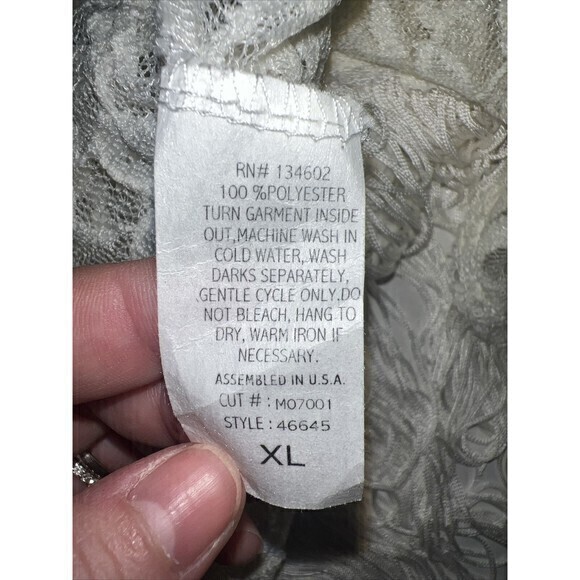 RN# 134602
100 %POLYESTER
TURN GARMENT INSIDE
OUT,MACHINE WASH IN
COLD WATER, WASH
DARKS SEPARATELY,
GENTLE CYCLE ONLY.DO
NOT BLEACH, HANG TO
DRY, WARM IRON IF
NECESSARY.
ASSEMBLED IN U.S.A.
CUT # : M07001
STYLE : 46645
XL